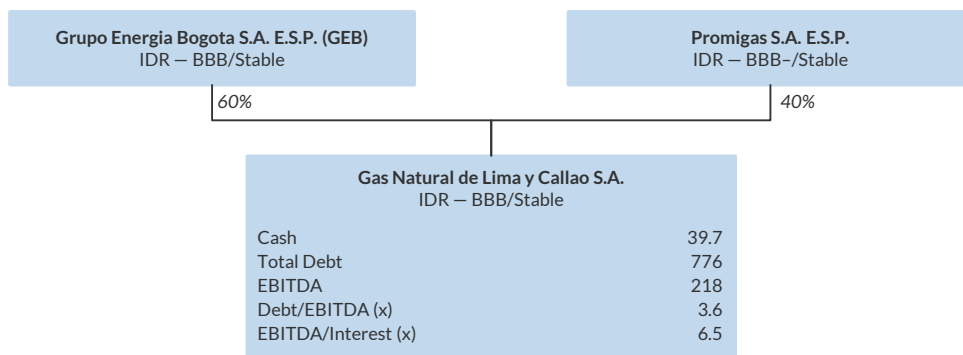 Grupo Energia Bogota S.A. E.S.P. (GEB)
IDR — BBB/Stable
Promigas S.A. E.S.P.
IDR — BBB–/Stable
60%
40%
Gas Natural de Lima y Callao S.A.
IDR — BBB/Stable
Cash 39.7
Total Debt 776
EBITDA 218
Debt/EBITDA (x) 3.6
EBITDA/Interest (x) 6.5